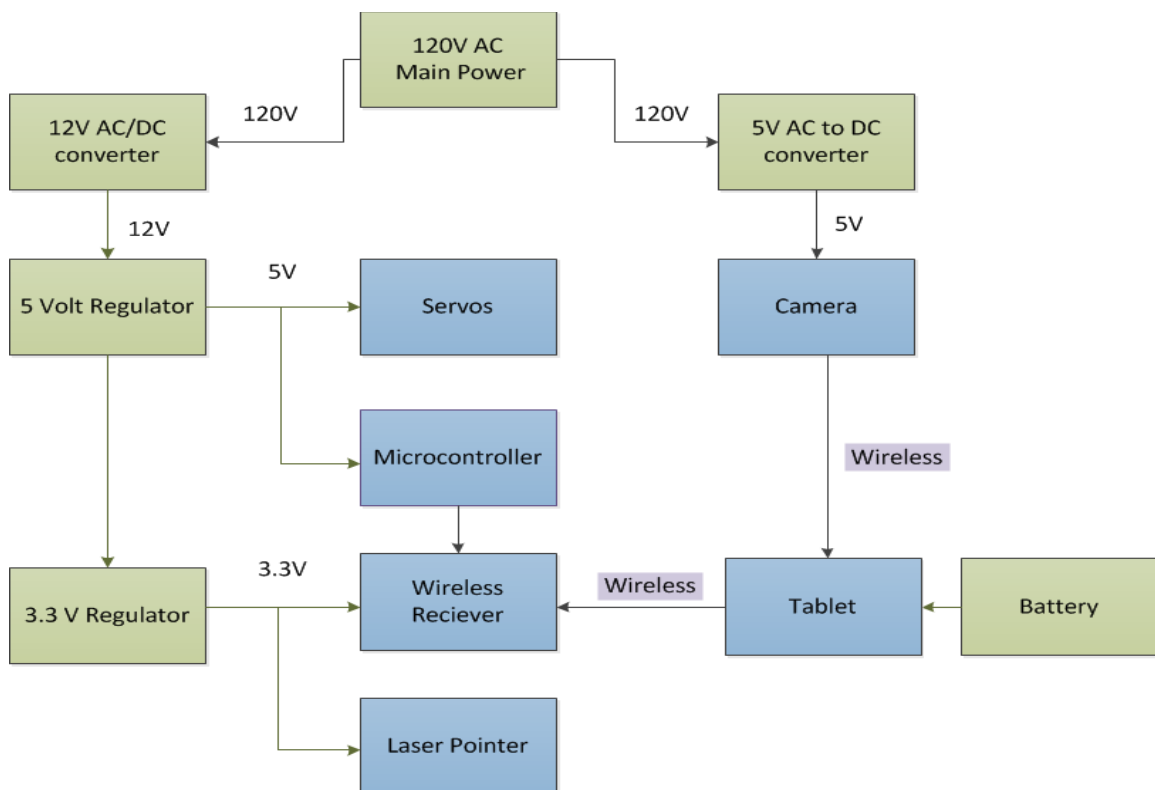 120V AC
Main Power
120V
120V
12V AC/DC
converter
5V AC to DC
converter
12V
5V
5 Volt Regulator
5V
Servos
Camera
Microcontroller
Wireless
3.3 V Regulator
3.3V
Wireless
Reciever
Wireless
Tablet
Battery
Laser Pointer